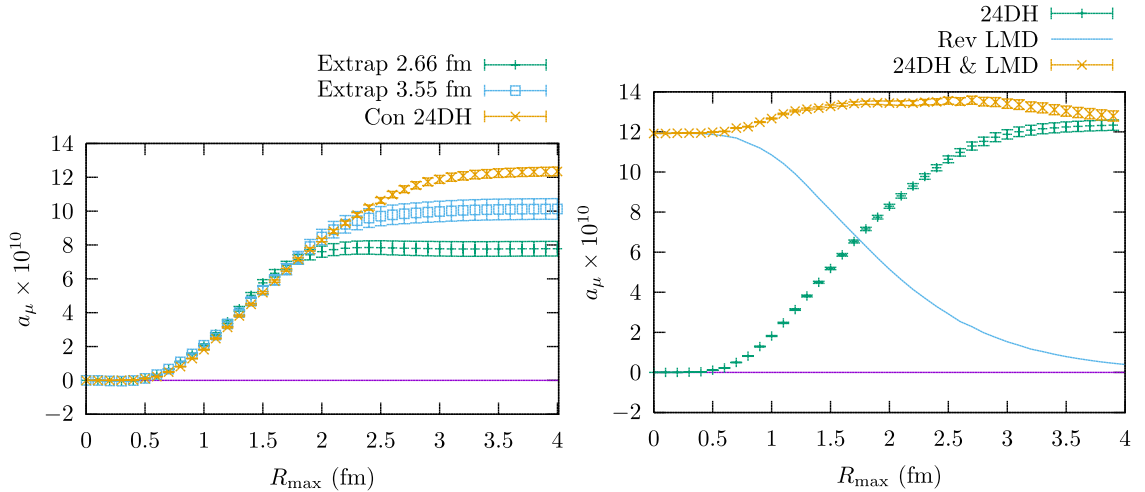 Extrap 2.66 fm
Extrap 3.55 fm
Con 24DH
14
12
10
8
6
4
2
0
−2
a_μ × 10^10
0 0.5 1 1.5 2 2.5 3 3.5 4
R_max (fm)
24DH
Rev LMD
24DH & LMD
14
12
10
8
6
4
2
0
−2
a_μ × 10^10
0 0.5 1 1.5 2 2.5 3 3.5 4
R_max (fm)